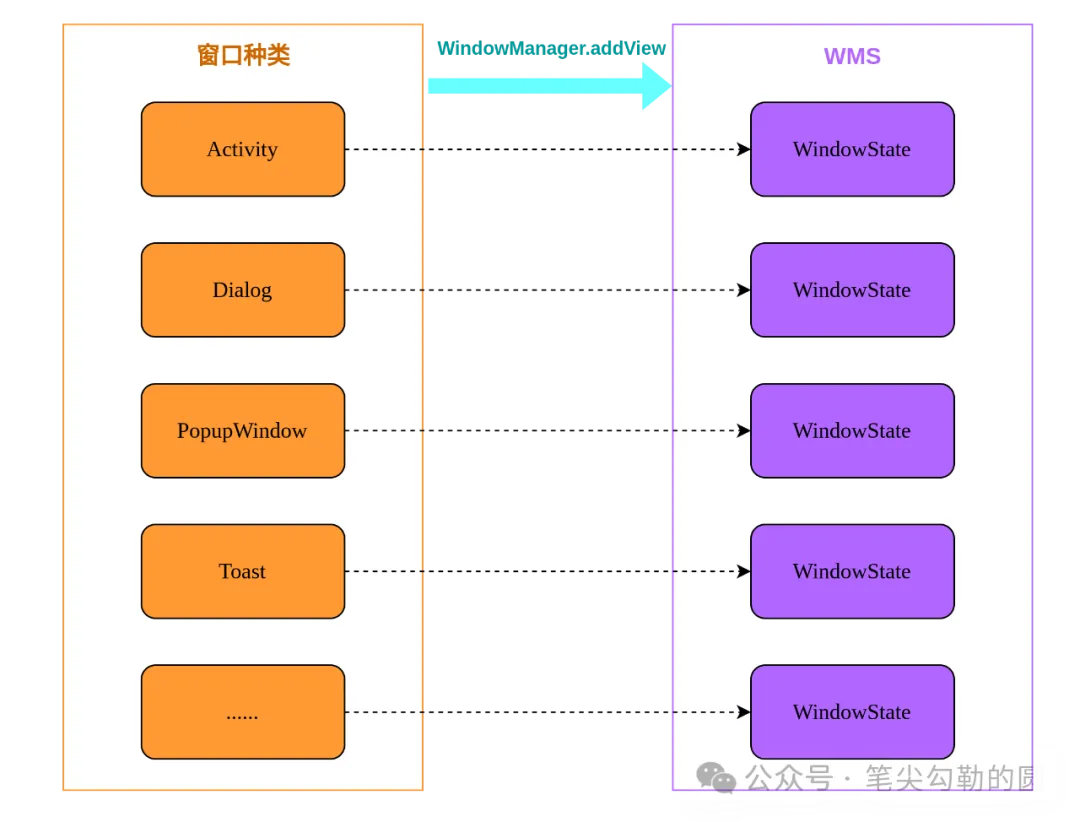 窗口种类
WindowManager.addView
WMS
Activity
WindowState
Dialog
WindowState
PopupWindow
WindowState
Toast
WindowState
......
WindowState
公众号 · 笔尖勾勒的圆